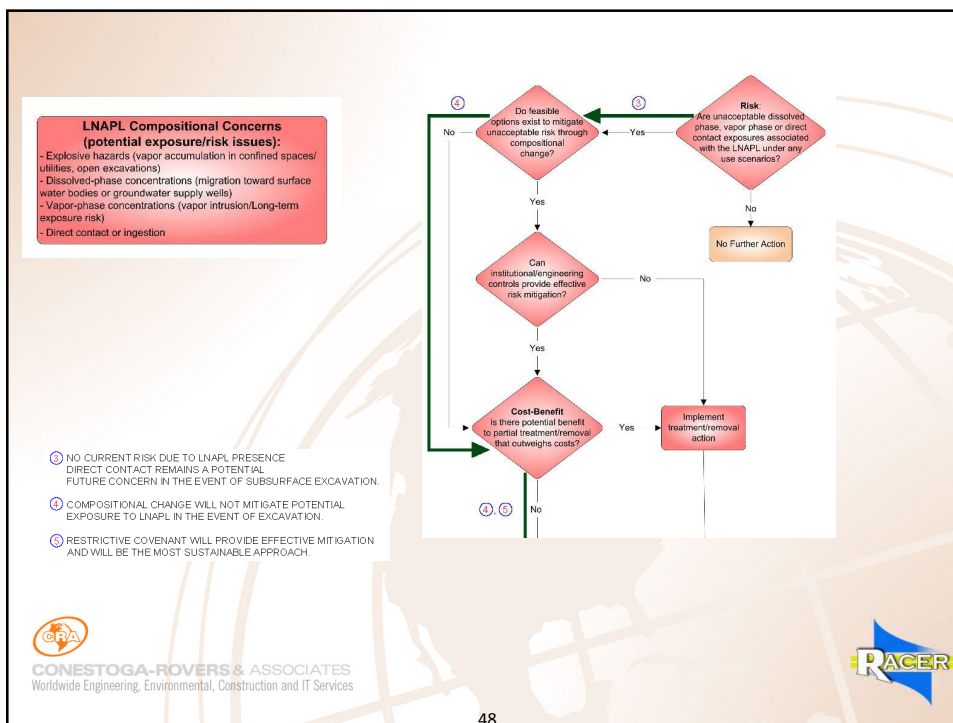 LNAPL Compositional Concerns
(potential exposure/risk issues):
- Explosive hazards (vapor accumulation in confined spaces/
utilities, open excavations)
- Dissolved-phase concentrations (migration toward surface
water bodies or groundwater supply wells)
- Vapor-phase concentrations (vapor intrusion/Long-term
exposure risk)
- Direct contact or ingestion
4
Do feasible
options exist to mitigate
unacceptable risk through
compositional
change?
3
Risk:
Are unacceptable dissolved
phase, vapor phase or direct
contact exposures associated
with the LNAPL under any
use scenarios?
No
Yes
Yes
No
No Further Action
Can
institutional/engineering
controls provide effective
risk mitigation?
No
Yes
Cost-Benefit
Is there potential benefit
to partial treatment/removal
that outweighs costs?
Yes
Implement
treatment/removal
action
4, 5
No
3 NO CURRENT RISK DUE TO LNAPL PRESENCE
DIRECT CONTACT REMAINS A POTENTIAL
FUTURE CONCERN IN THE EVENT OF SUBSURFACE EXCAVATION.
4 COMPOSITIONAL CHANGE WILL NOT MITIGATE POTENTIAL
EXPOSURE TO LNAPL IN THE EVENT OF EXCAVATION.
5 RESTRICTIVE COVENANT WILL PROVIDE EFFECTIVE MITIGATION
AND WILL BE THE MOST SUSTAINABLE APPROACH.
CRA
CONESTOGA-ROVERS & ASSOCIATES
Worldwide Engineering, Environmental, Construction and IT Services
RACER
48